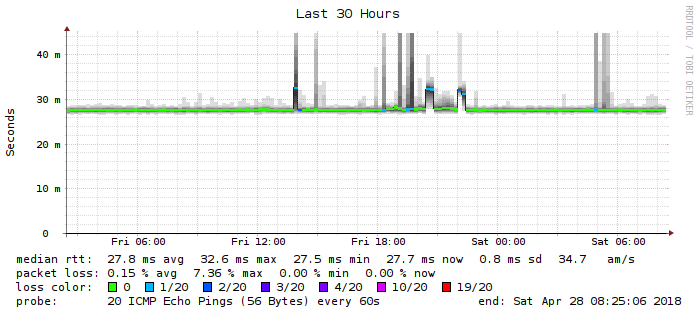 Last 30 Hours
RRDTOOL / TOBI OETIKER
Seconds
40 m
30 m
20 m
10 m
0
Fri 06:00 Fri 12:00 Fri 18:00 Sat 00:00 Sat 06:00
median rtt: 27.8 ms avg 32.6 ms max 27.5 ms min 27.7 ms now 0.8 ms sd 34.7 am/s
packet loss: 0.15 % avg 7.36 % max 0.00 % min 0.00 % now
loss color: 0 1/20 2/20 3/20 4/20 10/20 19/20
probe: 20 ICMP Echo Pings (56 Bytes) every 60s end: Sat Apr 28 08:25:06 2018